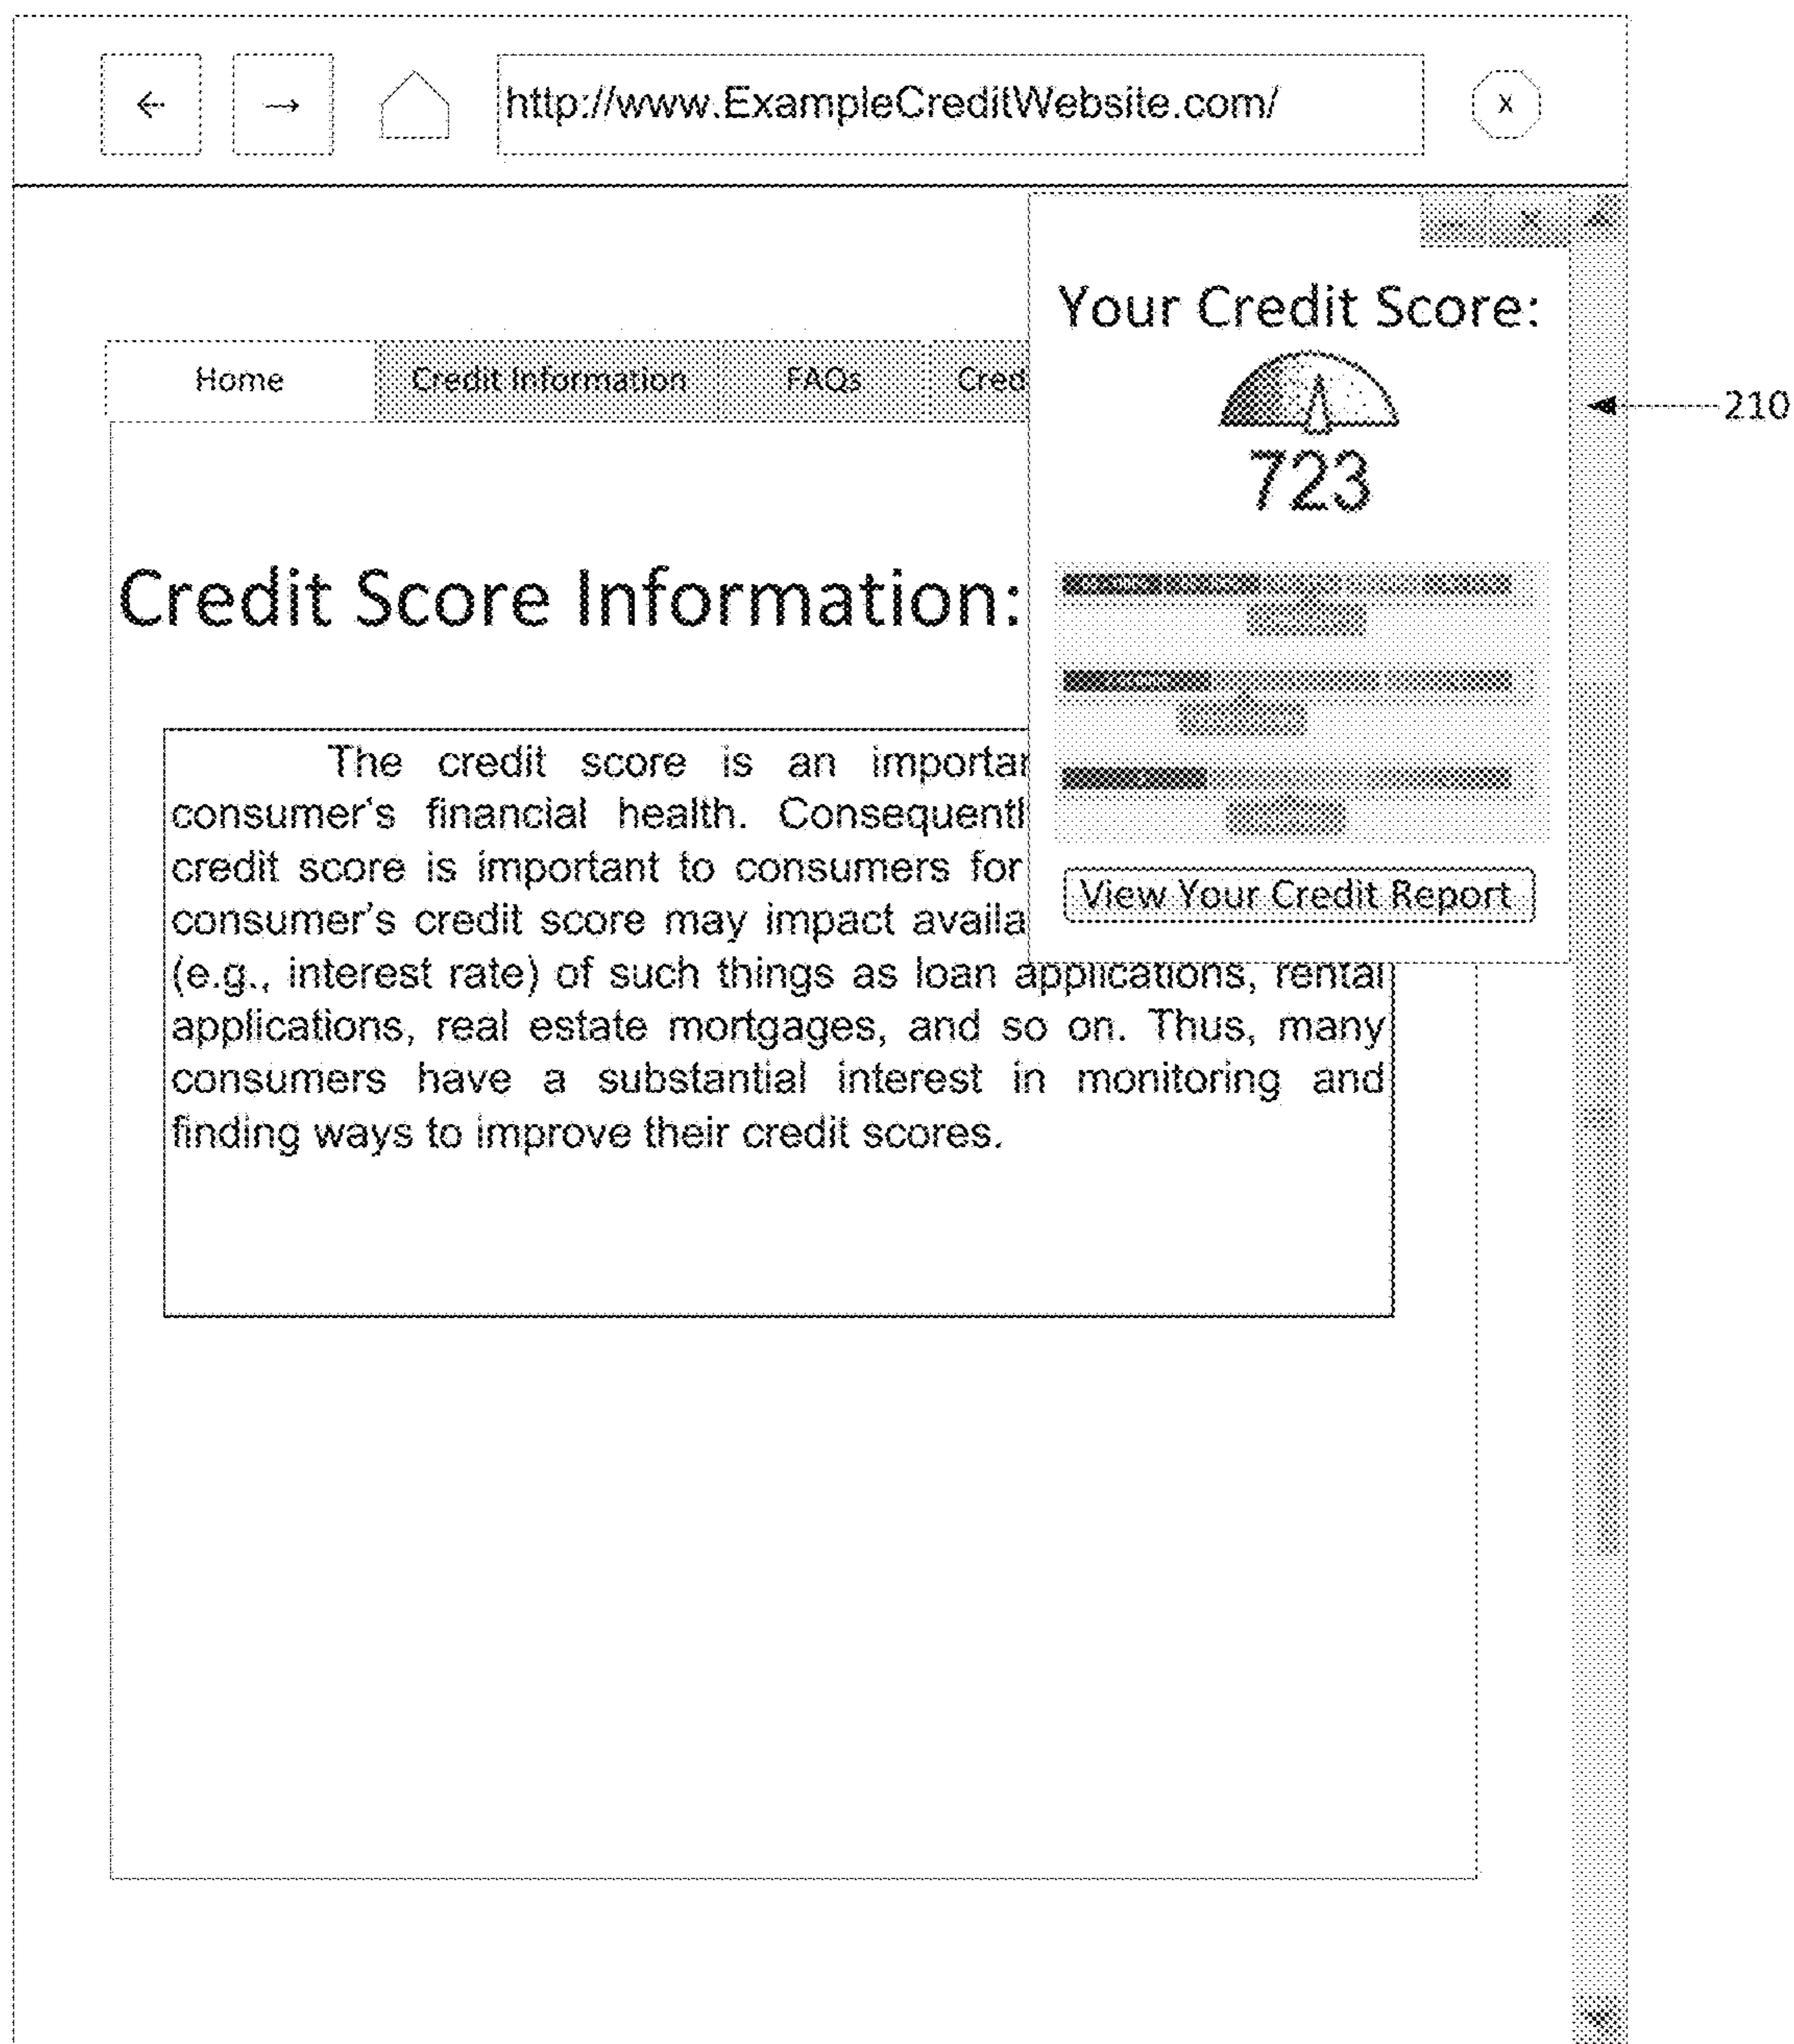 http://www.ExampleCreditWebsite.com/
x
Your Credit Score:
Home Credit Information FAQs Cred
210
723
Credit Score Information:
The credit score is an importan
consumer's financial health. Consequentl
credit score is important to consumers for
consumer's credit score may impact availa
View Your Credit Report
(e.g., interest rate) of such things as loan applications, rental
applications, real estate mortgages, and so on. Thus, many
consumers have a substantial interest in monitoring and
finding ways to improve their credit scores.